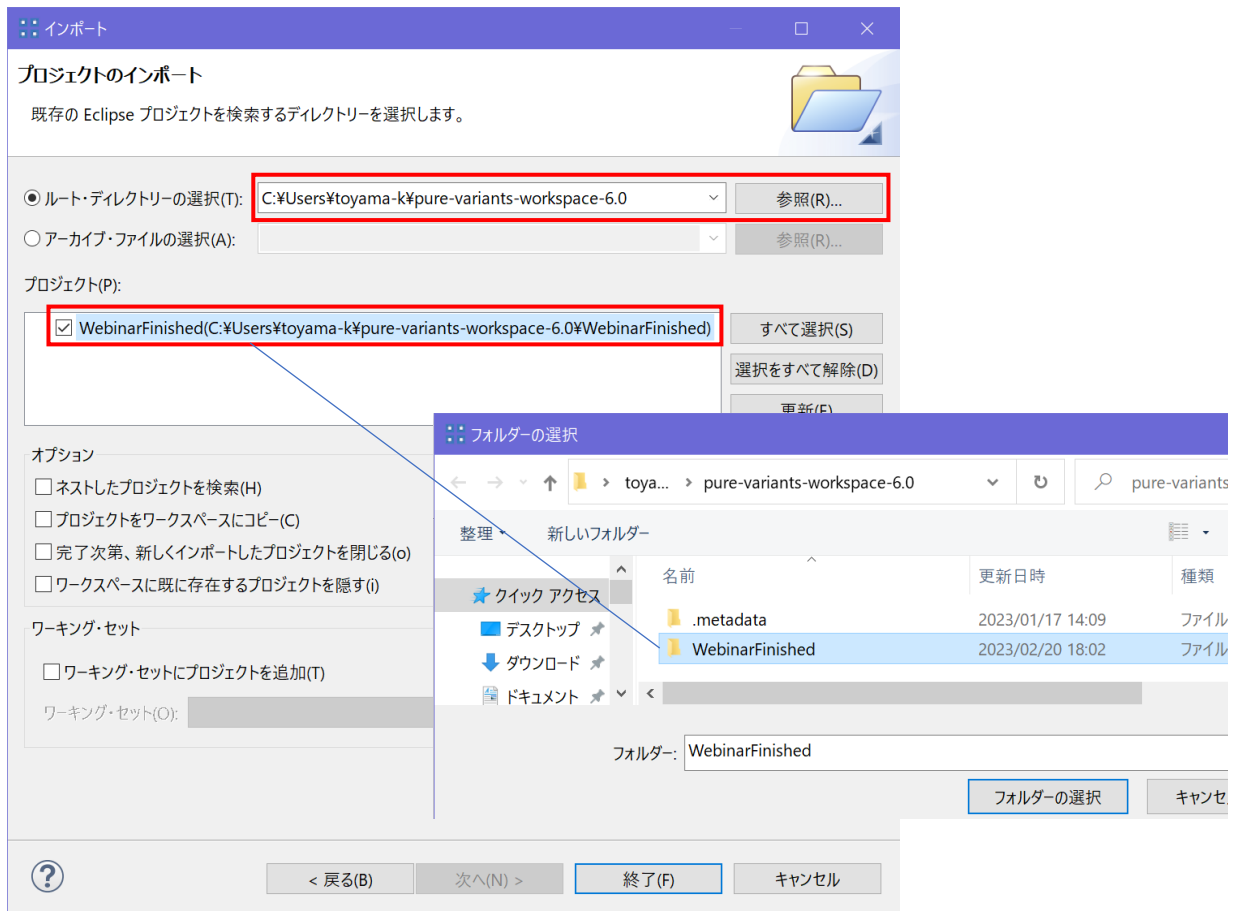 インポート
プロジェクトのインポート
既存の Eclipse プロジェクトを検索するディレクトリーを選択します。
ルート・ディレクトリーの選択(T): C:¥Users¥toyama-k¥pure-variants-workspace-6.0 参照(R)...
アーカイブ・ファイルの選択(A): 参照(R)...
プロジェクト(P):
WebinarFinished(C:¥Users¥toyama-k¥pure-variants-workspace-6.0¥WebinarFinished) すべて選択(S)
選択をすべて解除(D)
更新(E)
オプション
ネストしたプロジェクトを検索(H)
プロジェクトをワークスペースにコピー(C)
完了次第、新しくインポートしたプロジェクトを閉じる(o)
ワークスペースに既に存在するプロジェクトを隠す(i)
ワーキング・セット
ワーキング・セットにプロジェクトを追加(T)
ワーキング・セット(O):
フォルダーの選択
toya... pure-variants-workspace-6.0 pure-variants
整理 新しいフォルダー
名前 更新日時 種類
クイック アクセス
デスクトップ
ダウンロード
ドキュメント
.metadata 2023/01/17 14:09 ファイル
WebinarFinished 2023/02/20 18:02 ファイル
フォルダー: WebinarFinished
フォルダーの選択 キャンセ
? < 戻る(B) 次へ(N) > 終了(F) キャンセル